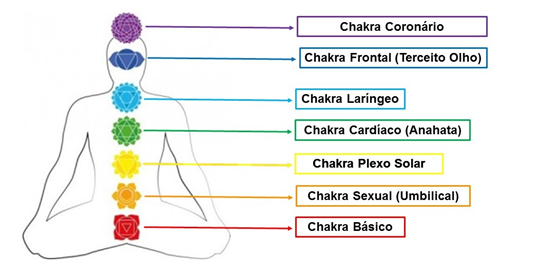 Chakra Coronário
Chakra Frontal (Terceito Olho)
Chakra Laríngeo
Chakra Cardíaco (Anahata)
Chakra Plexo Solar
Chakra Sexual (Umbilical)
Chakra Básico